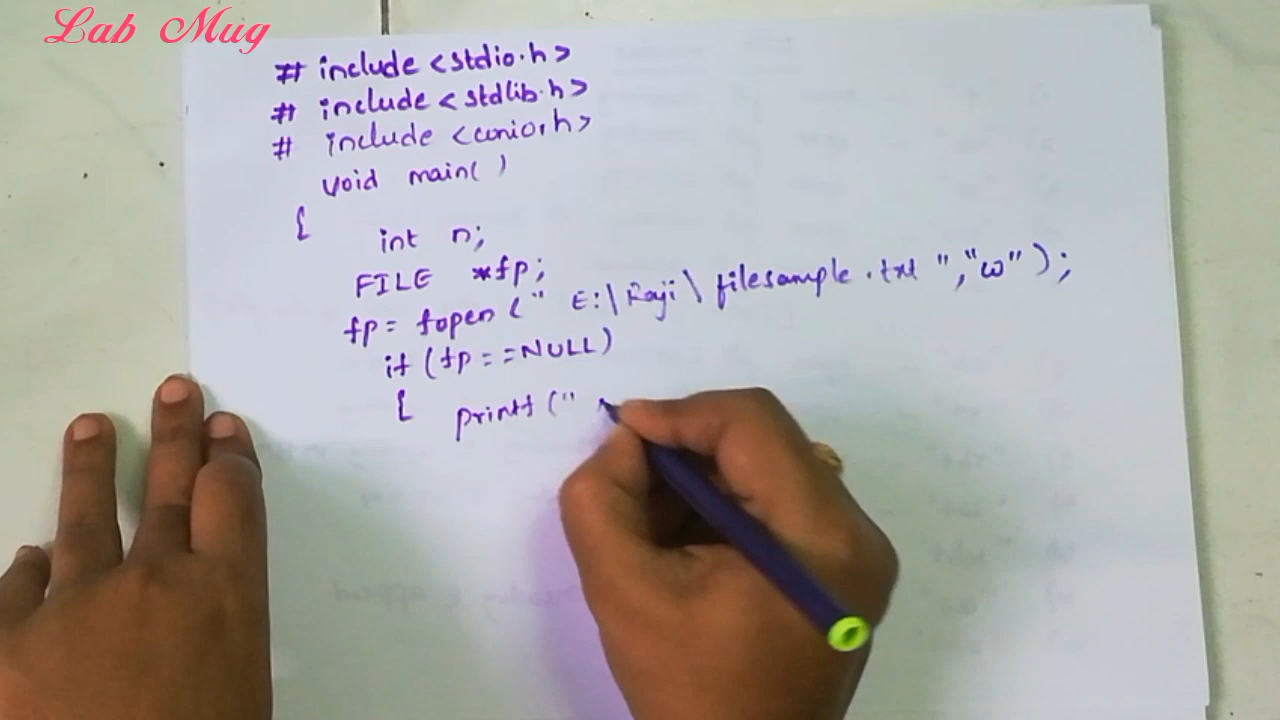 Lab Mug
# include <stdio.h>
# include <stdlib.h>
# include <conio.h>
void main( )
{
int n;
FILE *fp;
fp = fopen (" E:\Raji\ filesample.txt ","w");
if (fp==NULL)
{ printf ("